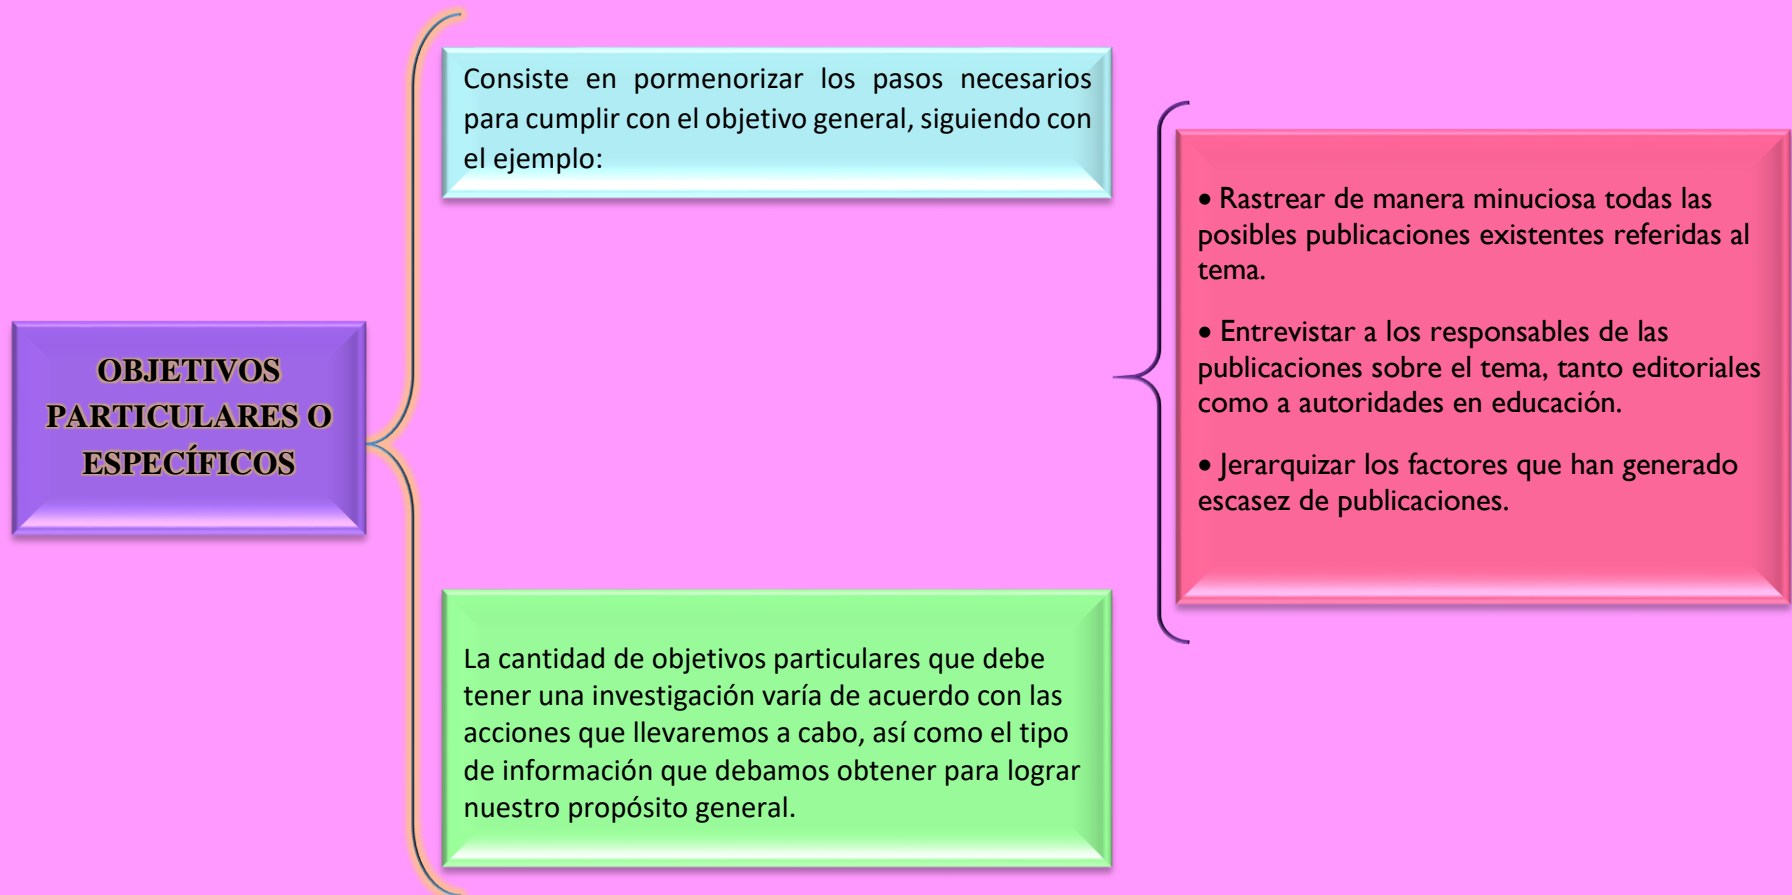 OBJETIVOS
PARTICULARES O
ESPECÍFICOS
Consiste en pormenorizar los pasos necesarios
para cumplir con el objetivo general, siguiendo con
el ejemplo:
• Rastrear de manera minuciosa todas las
posibles publicaciones existentes referidas al
tema.
• Entrevistar a los responsables de las
publicaciones sobre el tema, tanto editoriales
como a autoridades en educación.
• Jerarquizar los factores que han generado
escasez de publicaciones.
La cantidad de objetivos particulares que debe
tener una investigación varía de acuerdo con las
acciones que llevaremos a cabo, así como el tipo
de información que debamos obtener para lograr
nuestro propósito general.